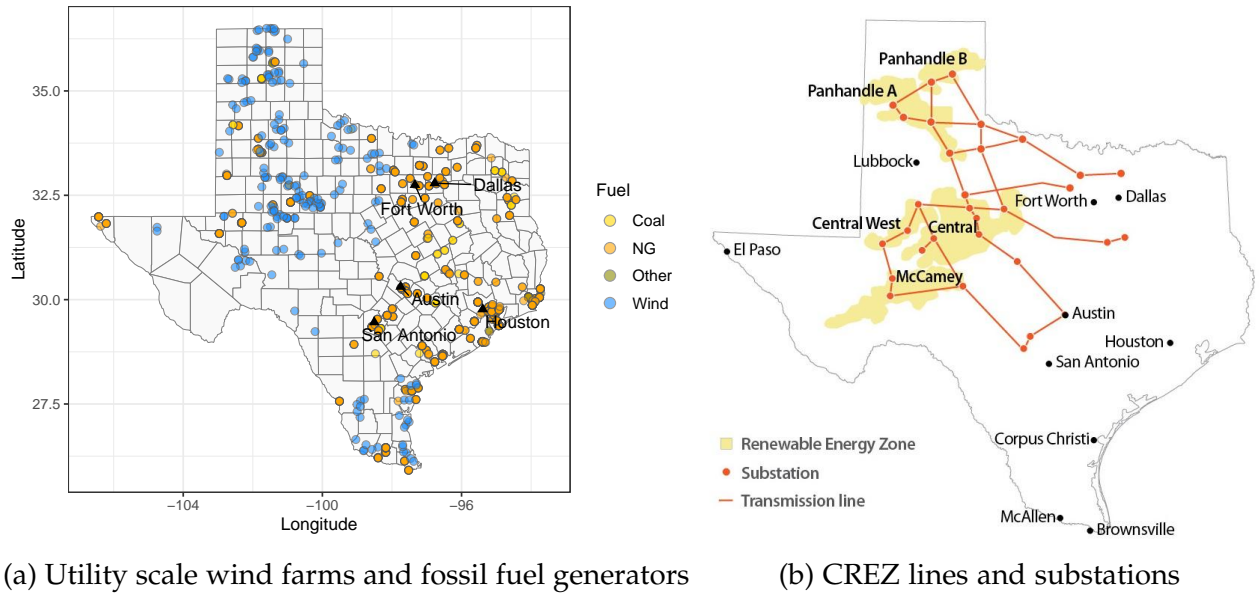 Latitude
35.0
32.5
30.0
27.5
−104
−100
−96
Longitude
Dallas
Fort Worth
Austin
Houston
San Antonio
Fuel
Coal
NG
Other
Wind
Panhandle B
Panhandle A
Lubbock
Fort Worth
Dallas
Central West
Central
El Paso
McCamey
Austin
Houston
San Antonio
Corpus Christi
McAllen
Brownsville
Renewable Energy Zone
Substation
Transmission line
(a) Utility scale wind farms and fossil fuel generators
(b) CREZ lines and substations